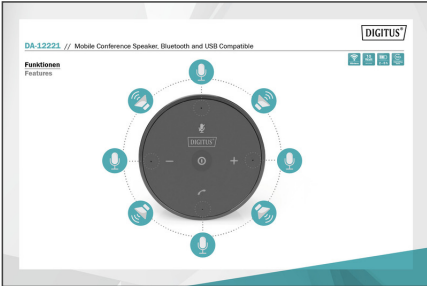 DIGITUS®
DA-12221 // Mobile Conference Speaker, Bluetooth and USB Compatible
Funktionen
Features
DIGITUS